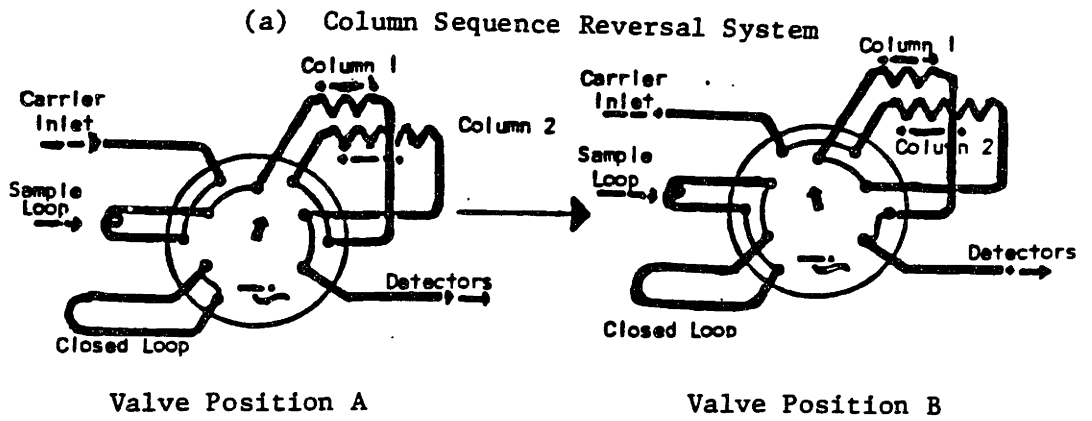 (a) Column Sequence Reversal System
Column 1
Carrier
Inlet
Column 2
Sample
Loop
Detectors
Closed Loop
Valve Position A
Column 1
Carrier
Inlet
Column 2
Sample
Loop
Detectors
Closed Loop
Valve Position B